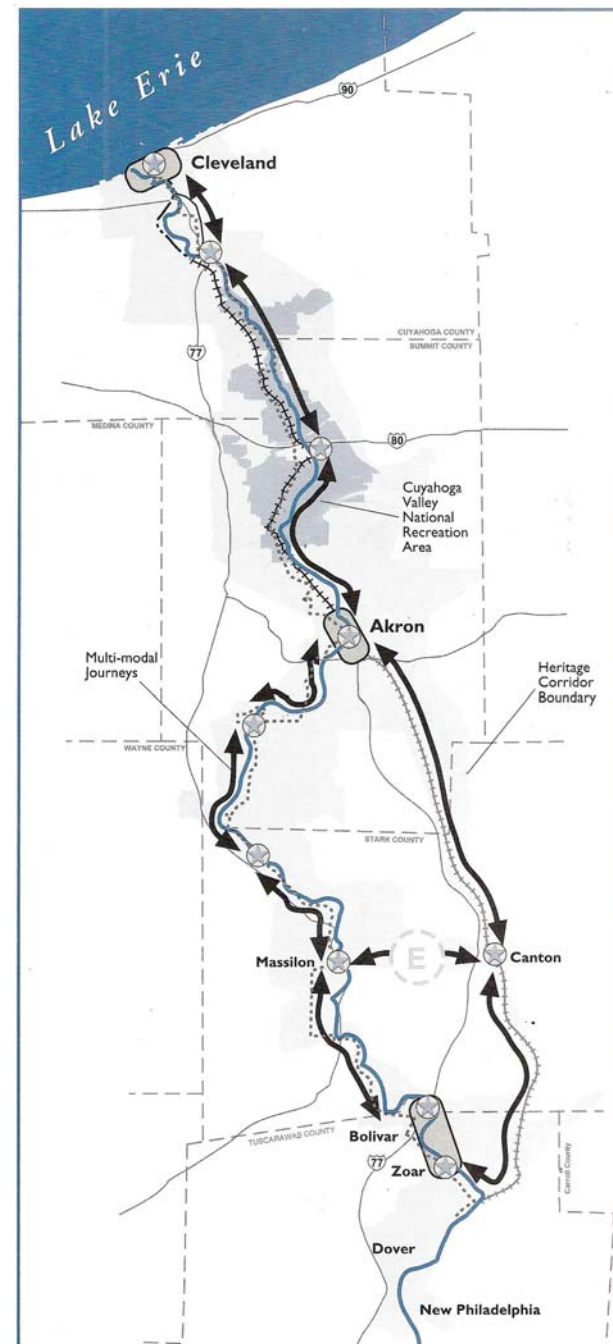 Lake Erie
90
Cleveland
CUYAHOGA COUNTY
SUMMIT COUNTY
77
MEDINA COUNTY
80
Cuyahoga
Valley
National
Recreation
Area
Akron
Multi-modal
Journeys
Heritage
Corridor
Boundary
WAYNE COUNTY
STARK COUNTY
E
Massilon
Canton
Bolivar
TUSCARAWAS COUNTY
Carroll County
77
Zoar
Dover
New Philadelphia